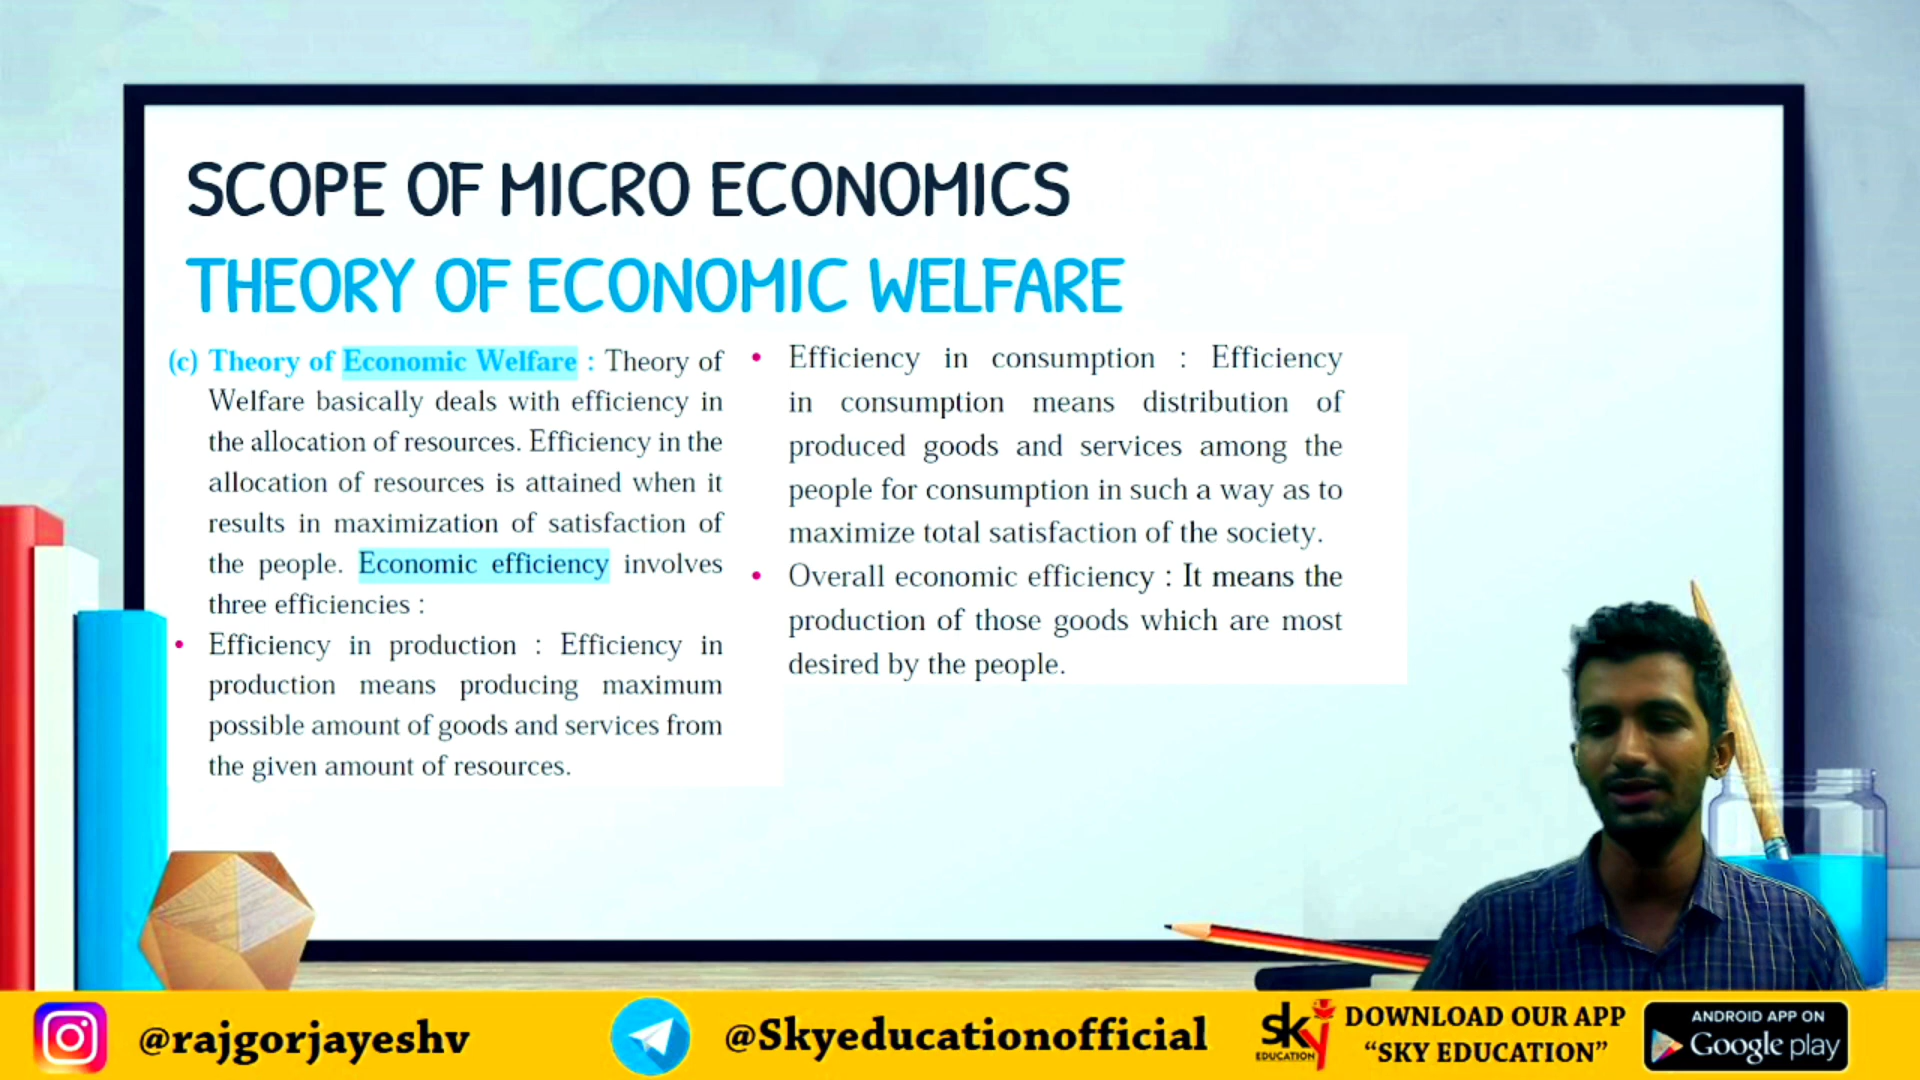 SCOPE OF MICRO ECONOMICS
THEORY OF ECONOMIC WELFARE
(c) Theory of Economic Welfare : Theory of
Welfare basically deals with efficiency in
the allocation of resources. Efficiency in the
allocation of resources is attained when it
results in maximization of satisfaction of
the people. Economic efficiency involves
three efficiencies :
• Efficiency in production : Efficiency in
production means producing maximum
possible amount of goods and services from
the given amount of resources.
• Efficiency in consumption : Efficiency
in consumption means distribution of
produced goods and services among the
people for consumption in such a way as to
maximize total satisfaction of the society.
• Overall economic efficiency : It means the
production of those goods which are most
desired by the people.
@rajgorjayeshv
@Skyeducationofficial
sky
EDUCATION
DOWNLOAD OUR APP
“SKY EDUCATION”
ANDROID APP ON
Google play